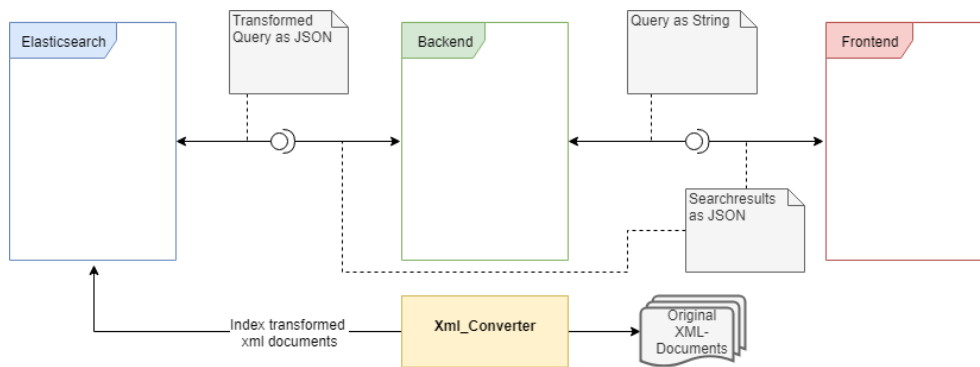 Elasticsearch
Transformed
Query as JSON
Backend
Query as String
Frontend
Searchresults
as JSON
Index transformed
xml documents
Xml_Converter
Original
XML-
Documents